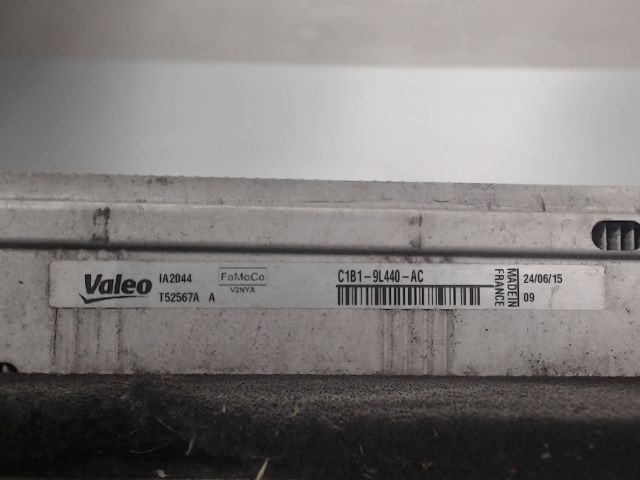 Valeo
IA2044
T52567A A
FoMoCo
V2NYA
C1B1-9L440-AC
MADE IN
FRANCE
24/06/15
09